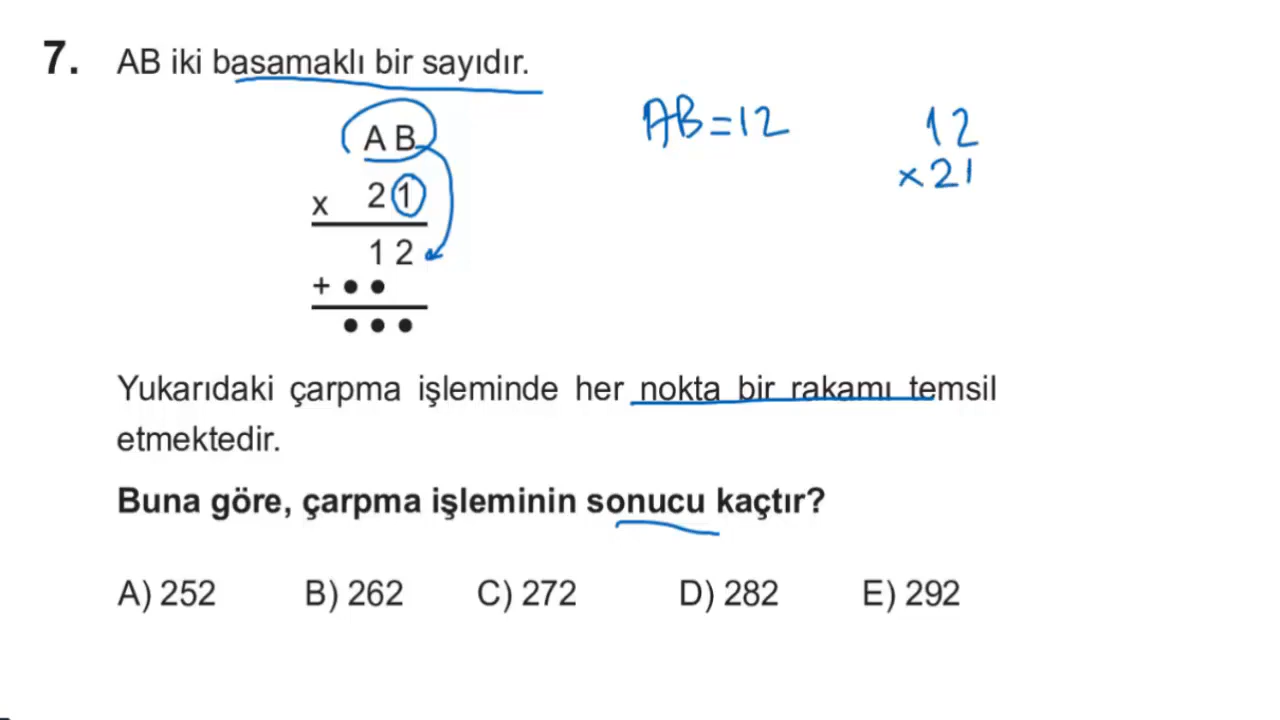 7. AB iki basamaklı bir sayıdır.
AB
x 21
12
+ ● ●
● ● ●
AB=12
12
×21
Yukarıdaki çarpma işleminde her nokta bir rakamı temsil
etmektedir.
Buna göre, çarpma işleminin sonucu kaçtır?
A) 252 B) 262 C) 272 D) 282 E) 292